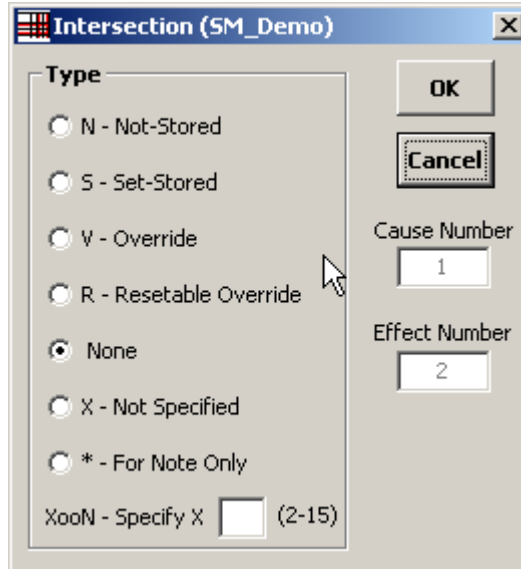 Intersection (SM_Demo)
Type
N - Not-Stored
S - Set-Stored
V - Override
R - Resetable Override
None
X - Not Specified
* - For Note Only
XooN - Specify X (2-15)
OK
Cancel
Cause Number
1
Effect Number
2